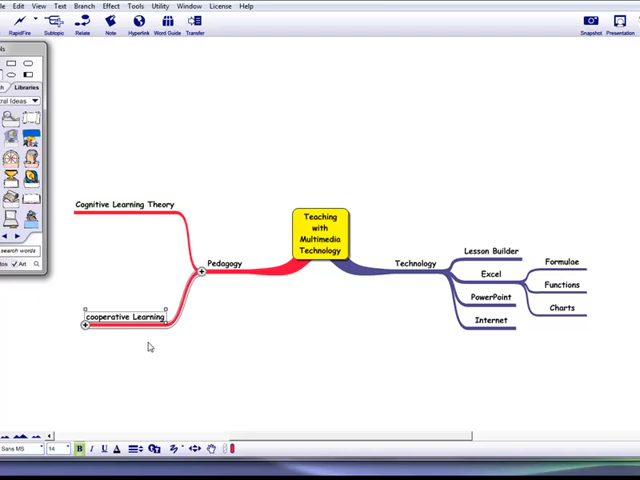 Edit View Text Branch Effect Tools Utility Window License Help
RapidFire Subtopic Relate Note Hyperlink Word Guide Transfer Snapshot Presentation
Libraries
search words
Art
Cognitive Learning Theory
Pedagogy
cooperative Learning
Teaching
with
Multimedia
Technology
Technology
Lesson Builder
Excel
PowerPoint
Internet
Formulae
Functions
Charts
Sans MS 14 B I U A